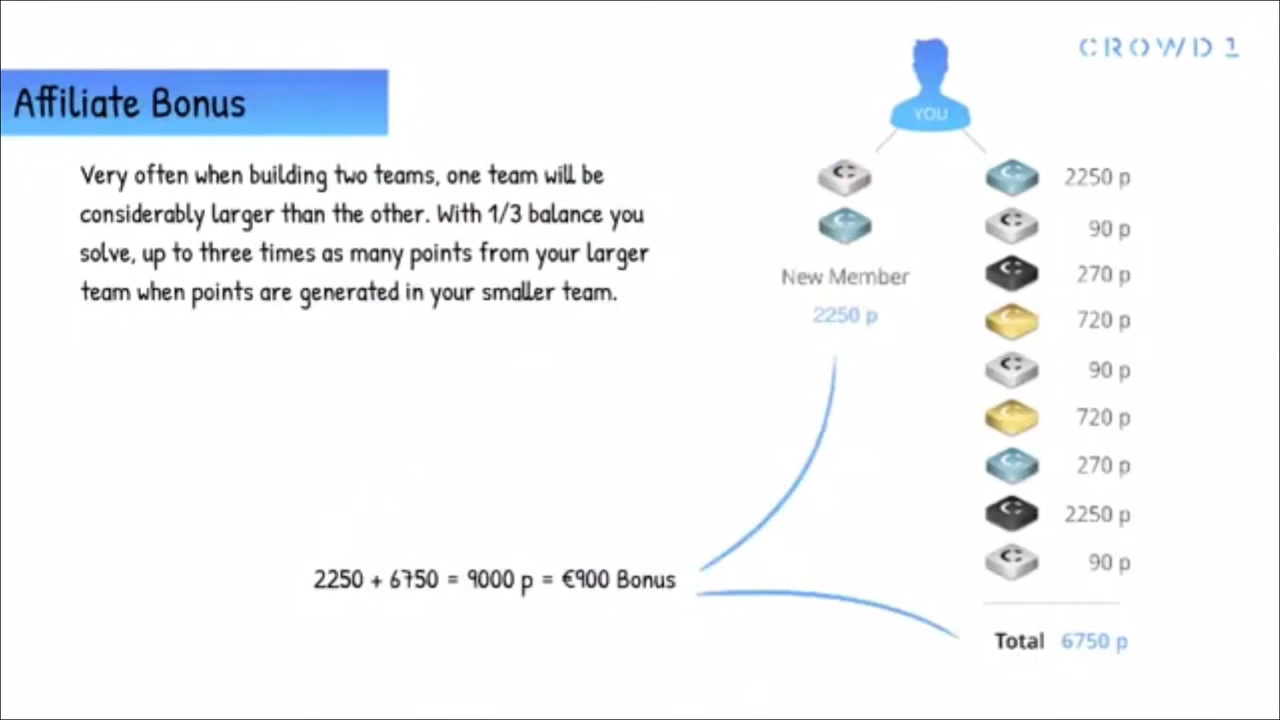 CROWD1
Affiliate Bonus
YOU
Very often when building two teams, one team will be
considerably larger than the other. With 1/3 balance you
solve, up to three times as many points from your larger
team when points are generated in your smaller team.
New Member
2250 p
2250 p
90 p
270 p
720 p
90 p
720 p
270 p
2250 p
90 p
2250 + 6750 = 9000 p = €900 Bonus
Total 6750 p